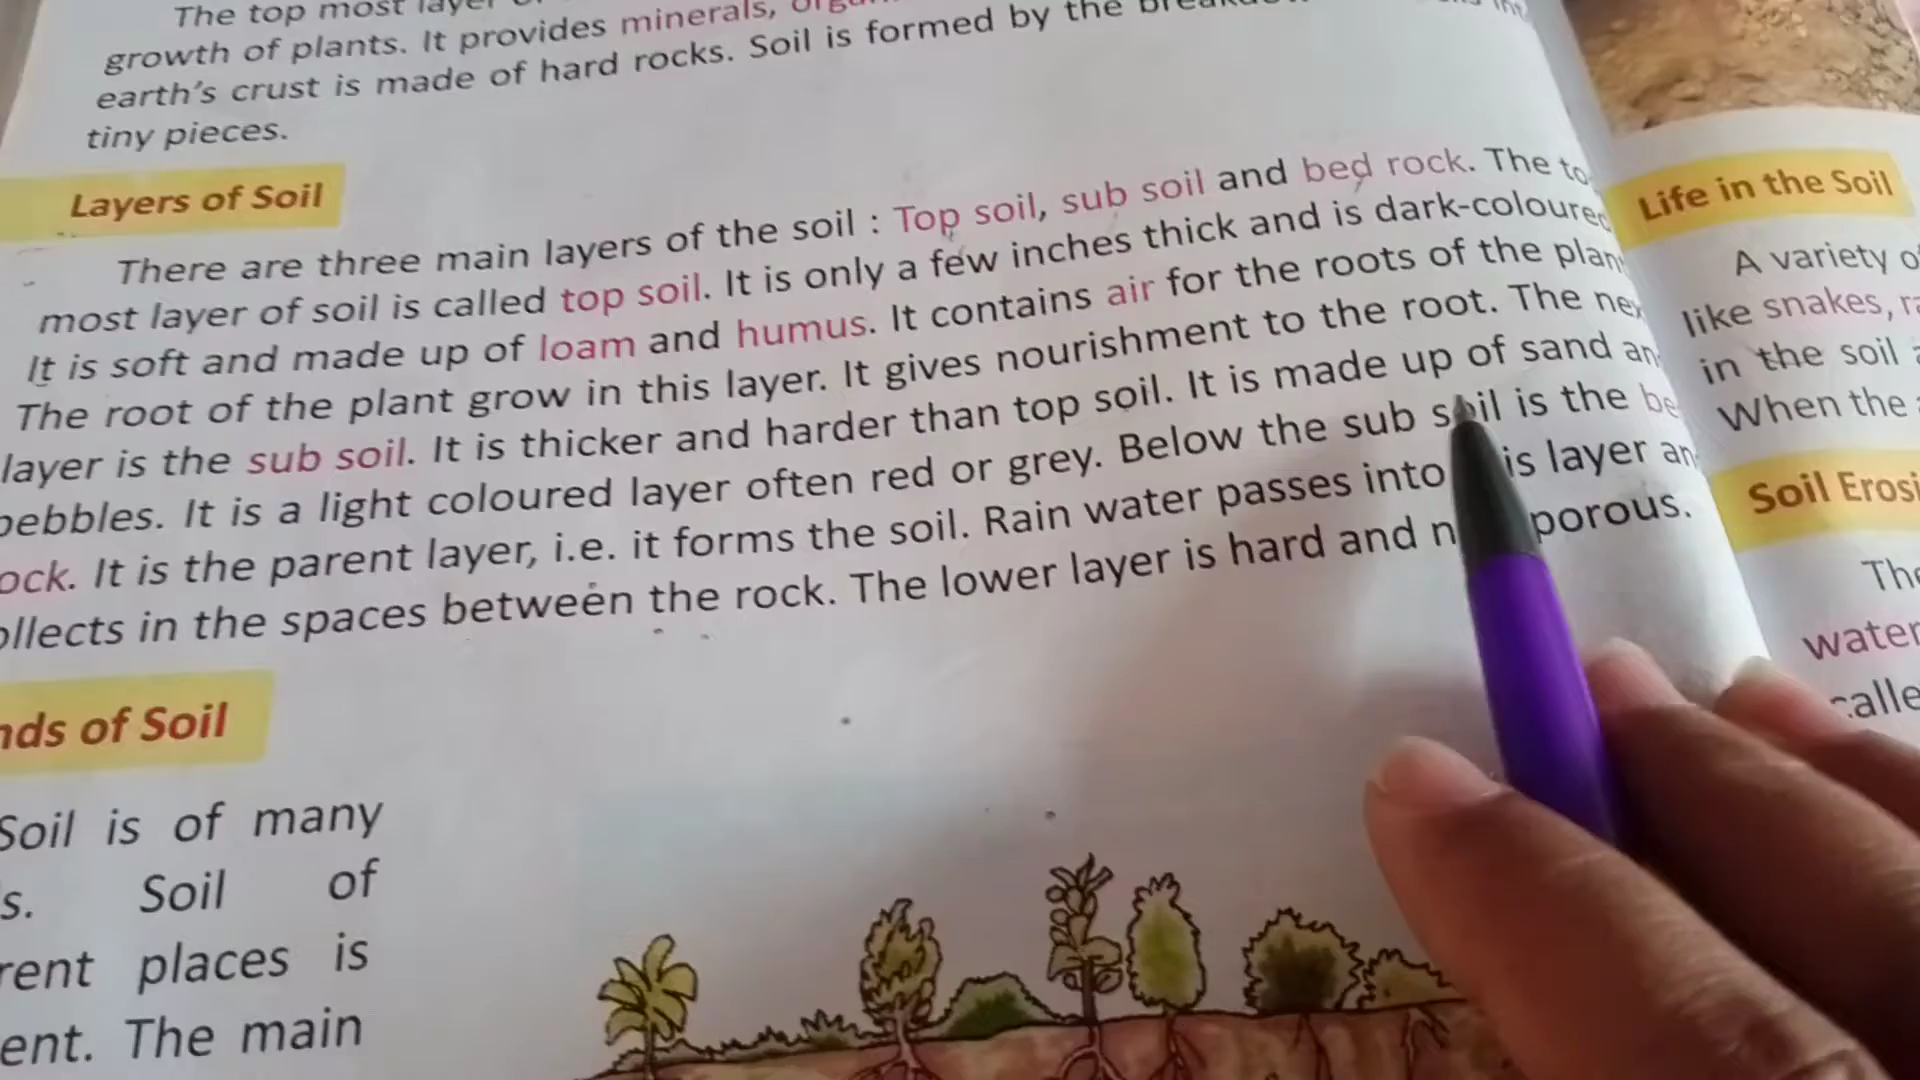 The top most layer
growth of plants. It provides minerals,
earth's crust is made of hard rocks. Soil is formed by the
tiny pieces.
Layers of Soil
There are three main layers of the soil : Top soil, sub soil and bed rock. The
most layer of soil is called top soil. It is only a few inches thick and is dark-coloured
It is soft and made up of loam and humus. It contains air for the roots of the
The root of the plant grow in this layer. It gives nourishment to the root. The
layer is the sub soil. It is thicker and harder than top soil. It is made up of sand
pebbles. It is a light coloured layer often red or grey. Below the sub soil is the
It is the parent layer, i.e. it forms the soil. Rain water passes into layer
in the spaces between the rock. The lower layer is hard and porous.
of Soil
Soil is of many
Soil of
places is
The main
Life in the Soil
A variety
like snakes,
in the soil
When the
Soil
water